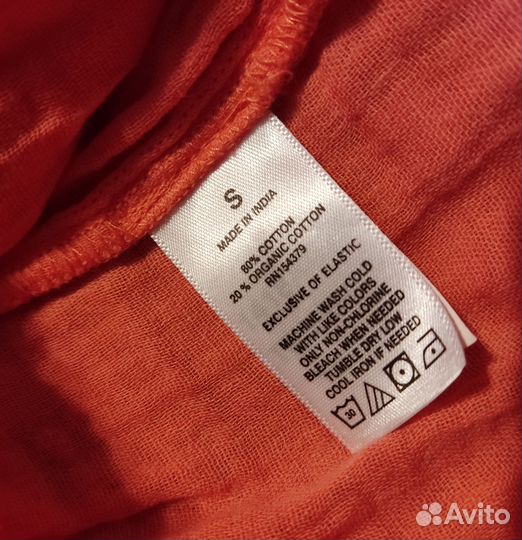 S
MADE IN INDIA
80% COTTON
20 % ORGANIC COTTON
RN154379
EXCLUSIVE OF ELASTIC
MACHINE WASH COLD
WITH LIKE COLORS
ONLY NON-CHLORINE
BLEACH WHEN NEEDED
TUMBLE DRY LOW
COOL IRON IF NEEDED
30
Avito